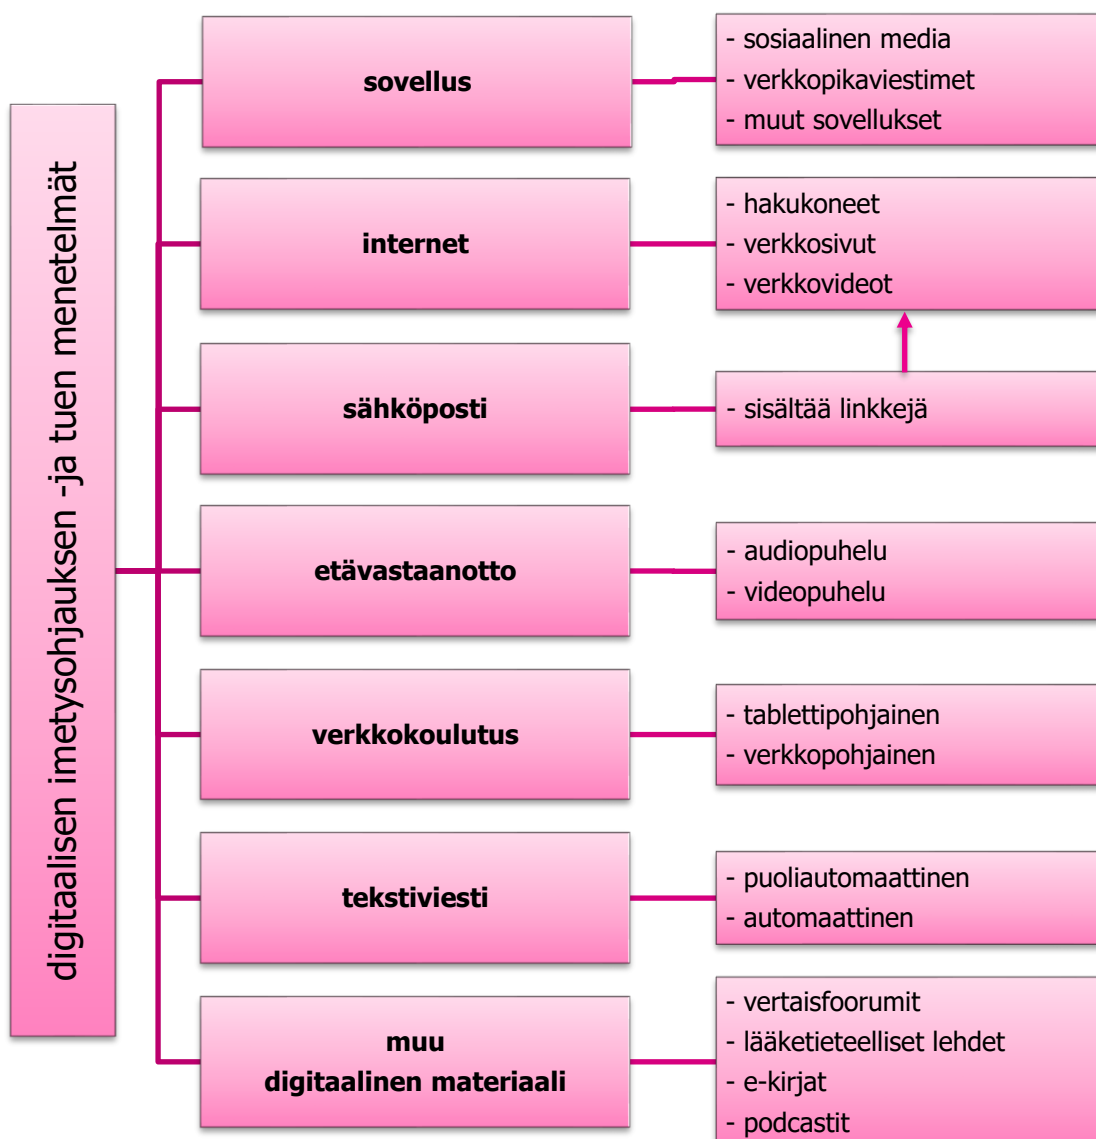 digitaalisen imetysohjauksen -ja tuen menetelmät
sovellus
- sosiaalinen media
- verkkopikaviestimet
- muut sovellukset
internet
- hakukoneet
- verkkosivut
- verkkovideot
sähköposti
- sisältää linkkejä
etävastaanotto
- audiopuhelu
- videopuhelu
verkkokoulutus
- tablettipohjainen
- verkkopohjainen
tekstiviesti
- puoliautomaattinen
- automaattinen
muu
digitaalinen materiaali
- vertaisfoorumit
- lääketieteelliset lehdet
- e-kirjat
- podcastit